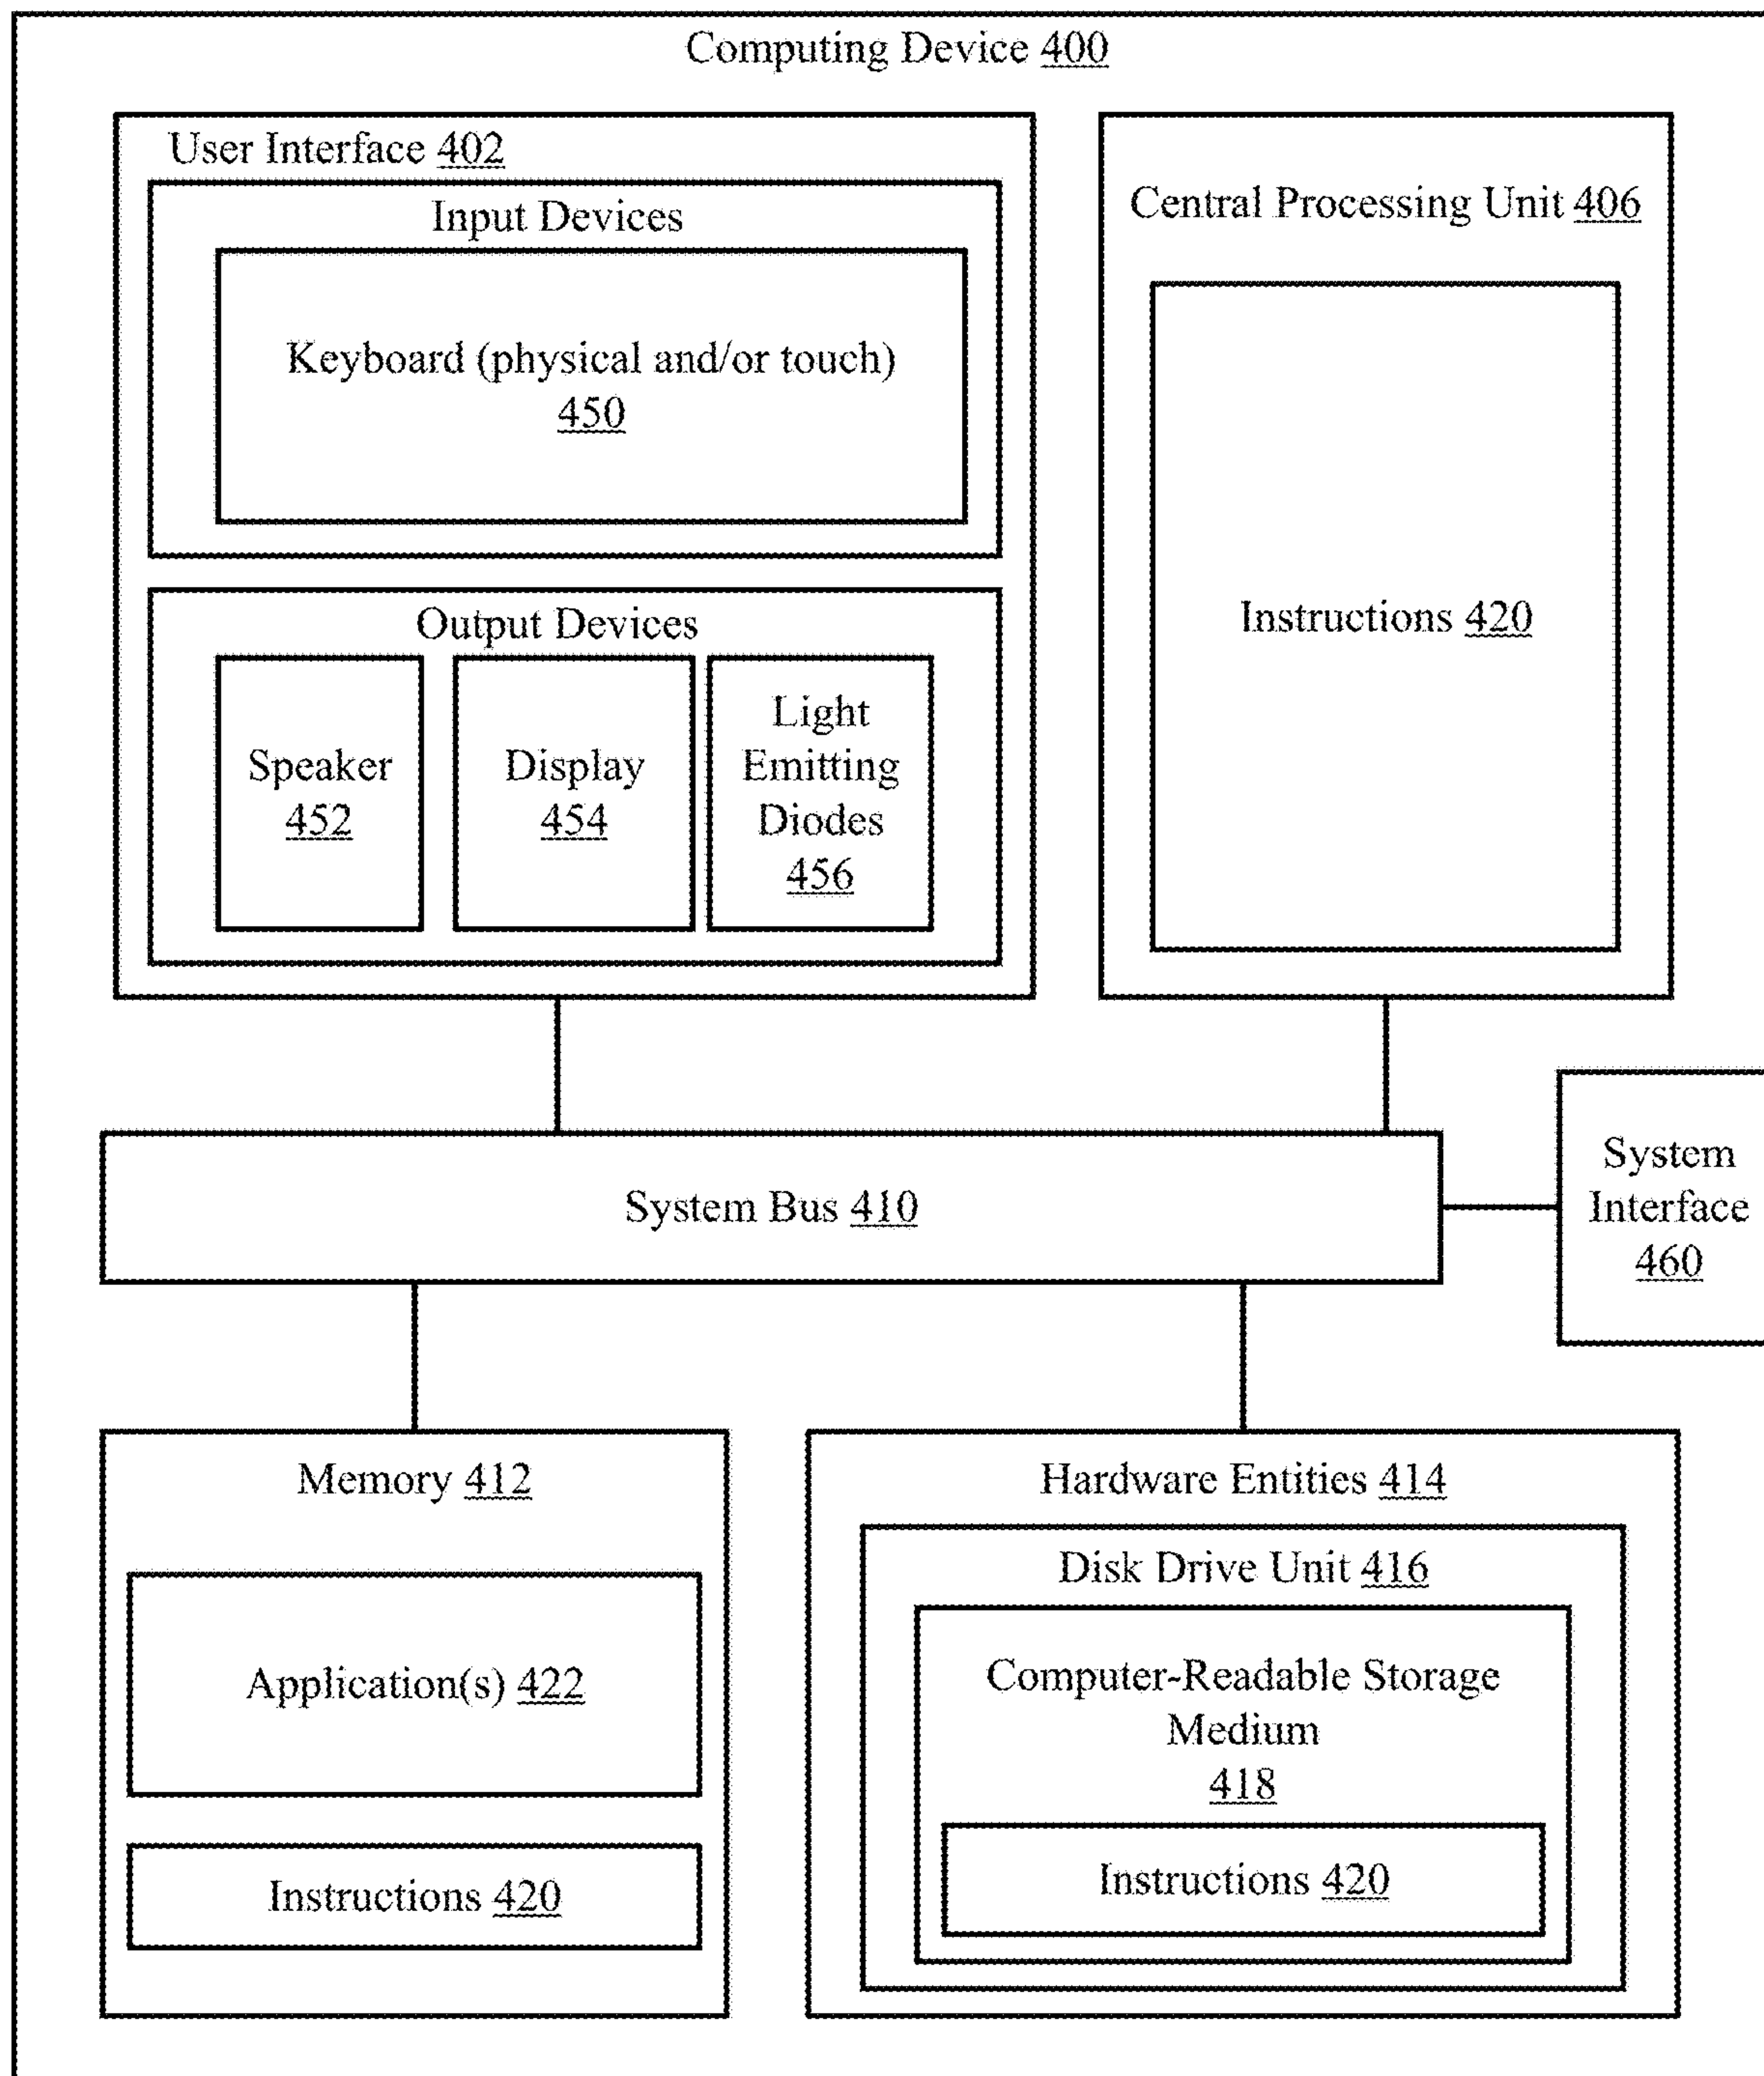 Computing Device 400
User Interface 402
Input Devices
Keyboard (physical and/or touch)
450
Output Devices
Speaker
452
Display
454
Light
Emitting
Diodes
456
Central Processing Unit 406
Instructions 420
System Bus 410
System
Interface
460
Memory 412
Application(s) 422
Instructions 420
Hardware Entities 414
Disk Drive Unit 416
Computer-Readable Storage
Medium
418
Instructions 420